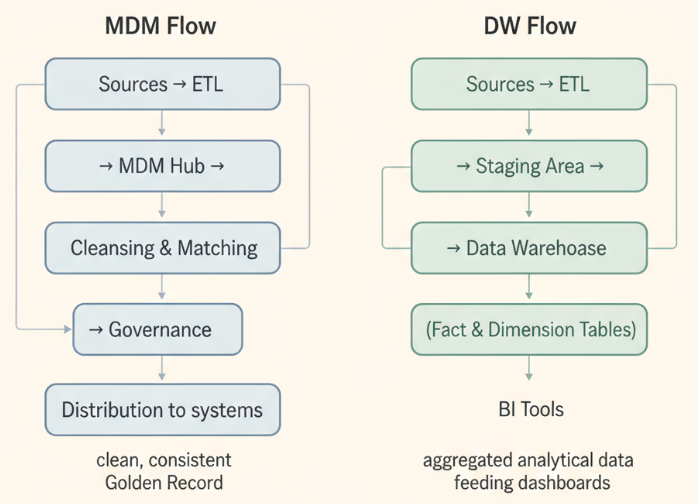 MDM Flow
Sources → ETL
→ MDM Hub →
Cleansing & Matching
→ Governance
Distribution to systems
clean, consistent
Golden Record
DW Flow
Sources → ETL
→ Staging Area →
→ Data Warehoase
(Fact & Dimension Tables)
BI Tools
aggregated analytical data
feeding dashboards